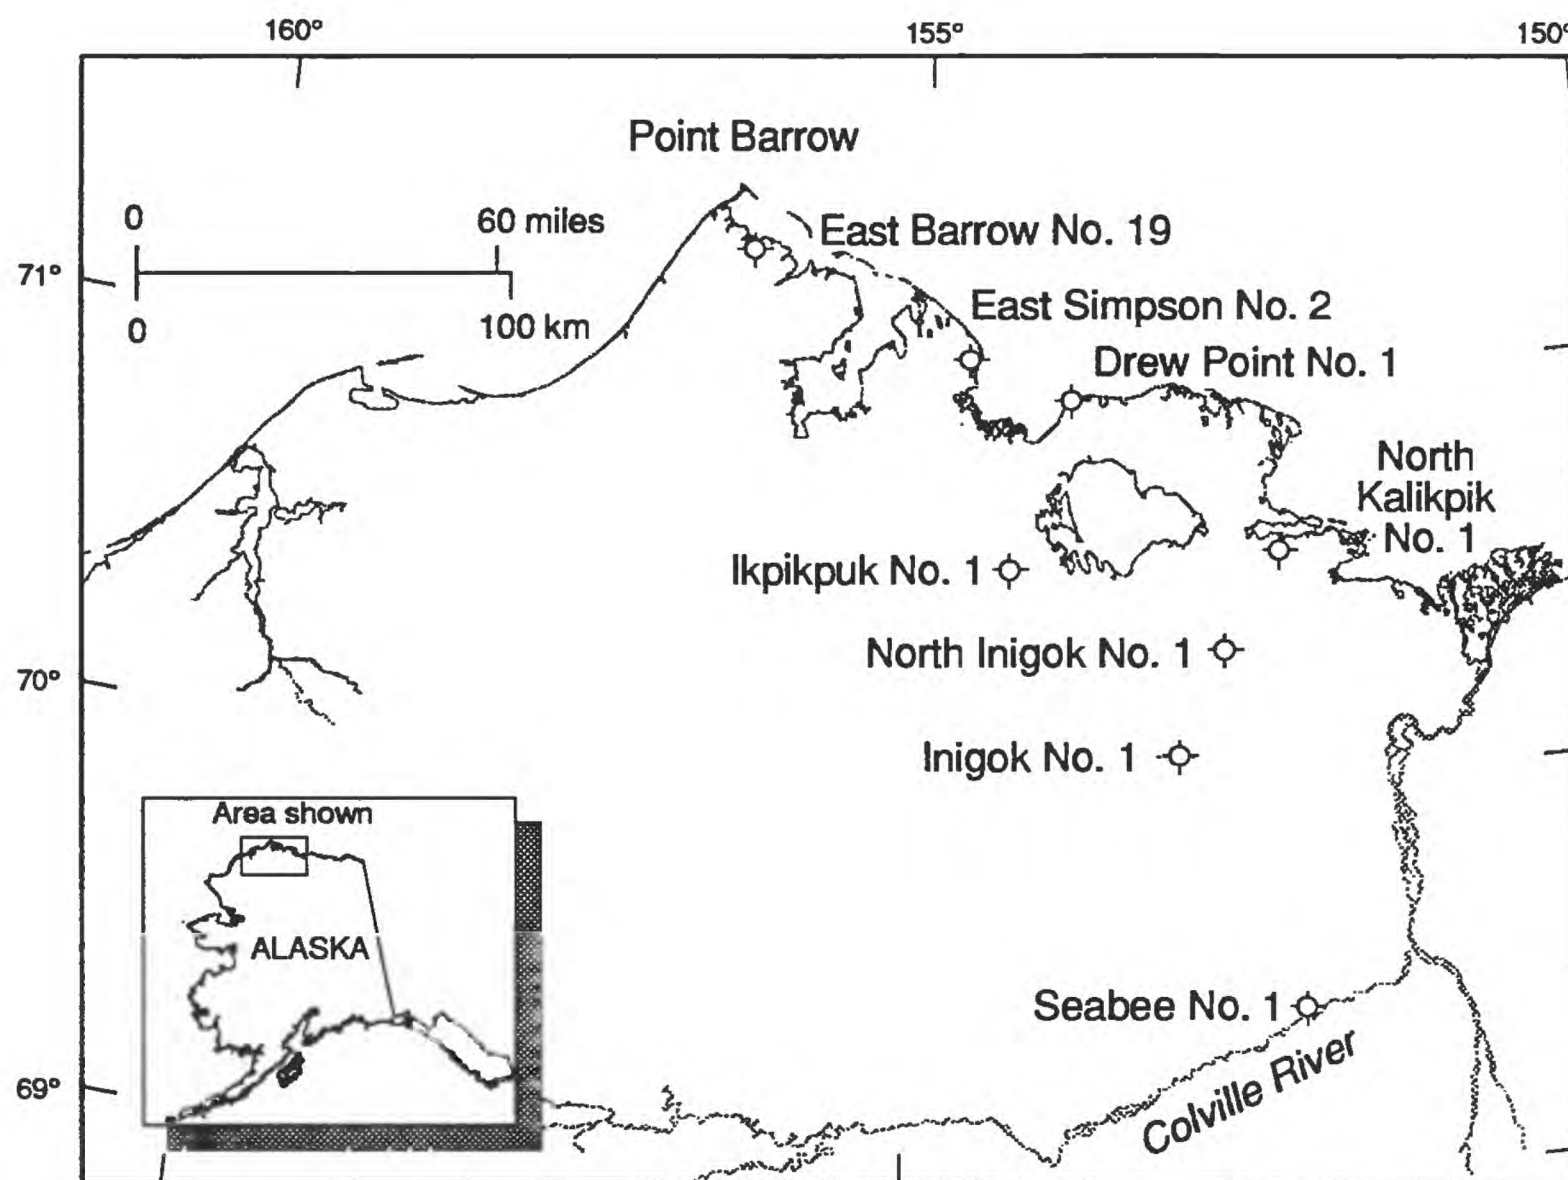 160°
155°
150°
Point Barrow
0
60 miles
East Barrow No. 19
71°
0
100 km
East Simpson No. 2
Drew Point No. 1
North
Kalikpik
No. 1
Ikpikpuk No. 1
North Inigok No. 1
70°
Inigok No. 1
Area shown
ALASKA
Seabee No. 1
Colville River
69°